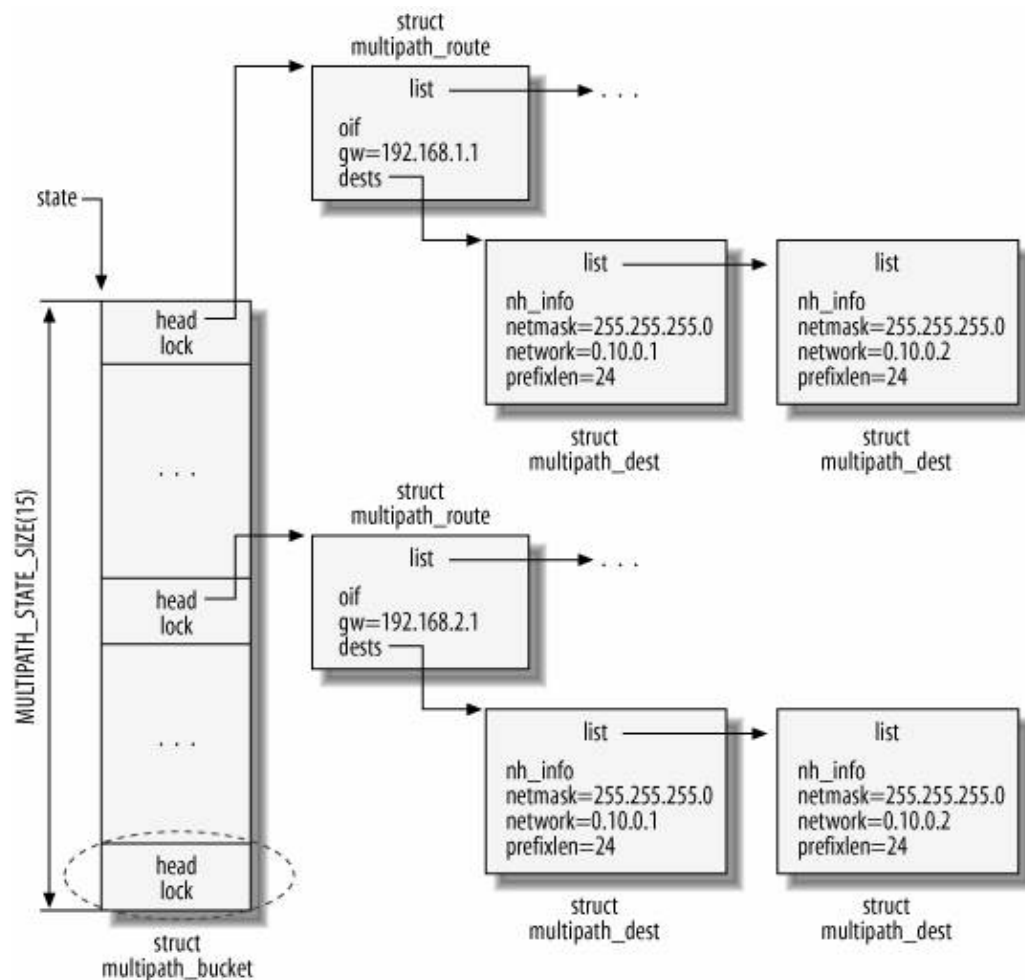 struct
multipath_route
list
. . .
oif
gw=192.168.1.1
dests
state
list
nh_info
netmask=255.255.255.0
network=0.10.0.1
prefixlen=24
list
nh_info
netmask=255.255.255.0
network=0.10.0.2
prefixlen=24
struct
multipath_dest
struct
multipath_dest
head
lock
. . .
MULTIPATH_STATE_SIZE(15)
head
lock
. . .
head
lock
struct
multipath_bucket
struct
multipath_route
list
. . .
oif
gw=192.168.2.1
dests
list
nh_info
netmask=255.255.255.0
network=0.10.0.1
prefixlen=24
list
nh_info
netmask=255.255.255.0
network=0.10.0.2
prefixlen=24
struct
multipath_dest
struct
multipath_dest